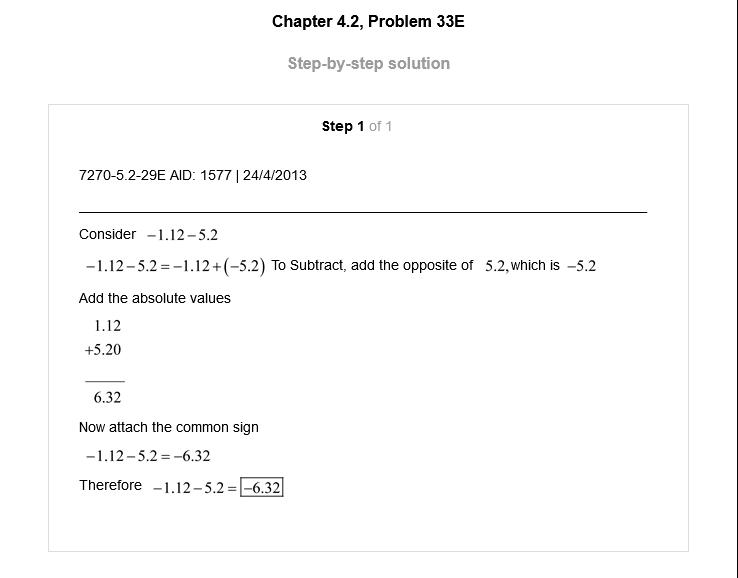 Chapter 4.2, Problem 33E
Step-by-step solution
Step 1 of 1
7270-5.2-29E AID: 1577 | 24/4/2013
Consider −1.12−5.2
−1.12−5.2=−1.12+(−5.2) To Subtract, add the opposite of 5.2, which is −5.2
Add the absolute values
1.12
+5.20
6.32
Now attach the common sign
−1.12−5.2=−6.32
Therefore −1.12−5.2=−6.32